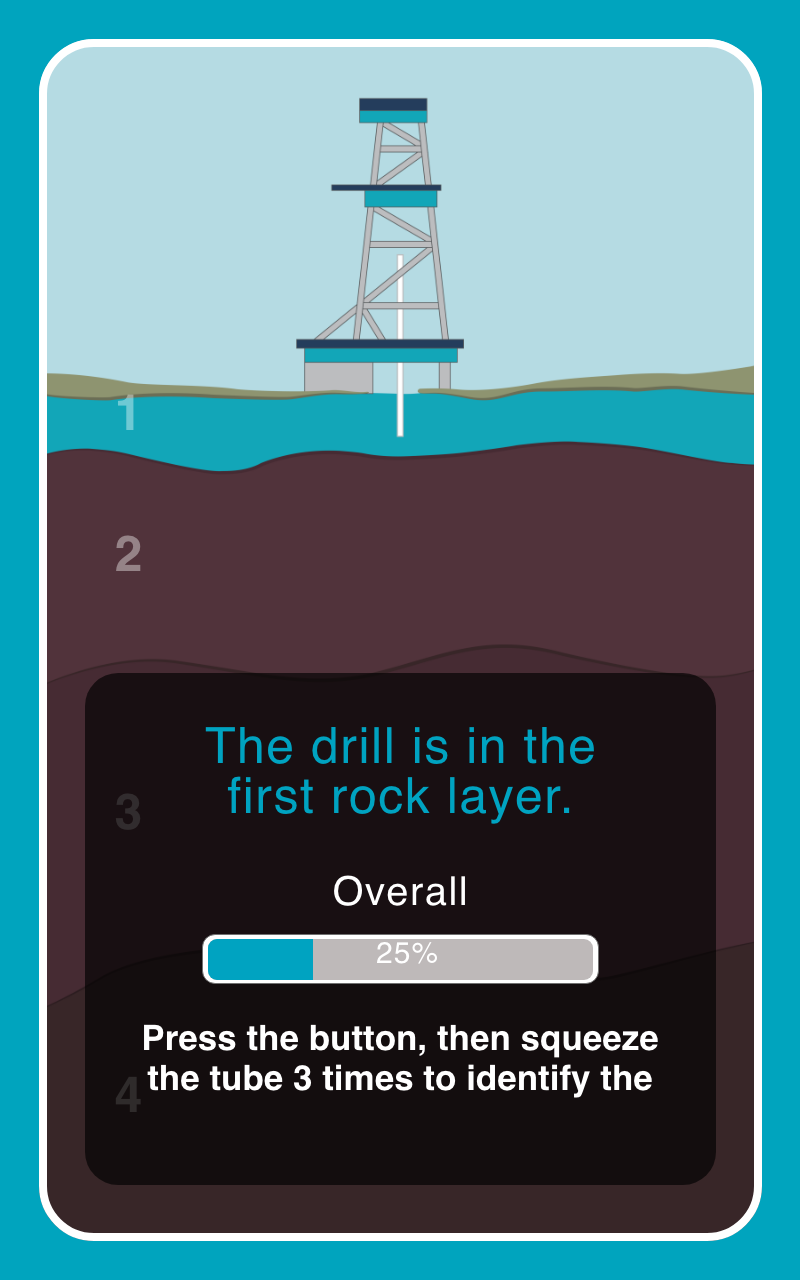 1
2
The drill is in the
first rock layer.
3
Overall
25%
Press the button, then squeeze
the tube 3 times to identify the
4